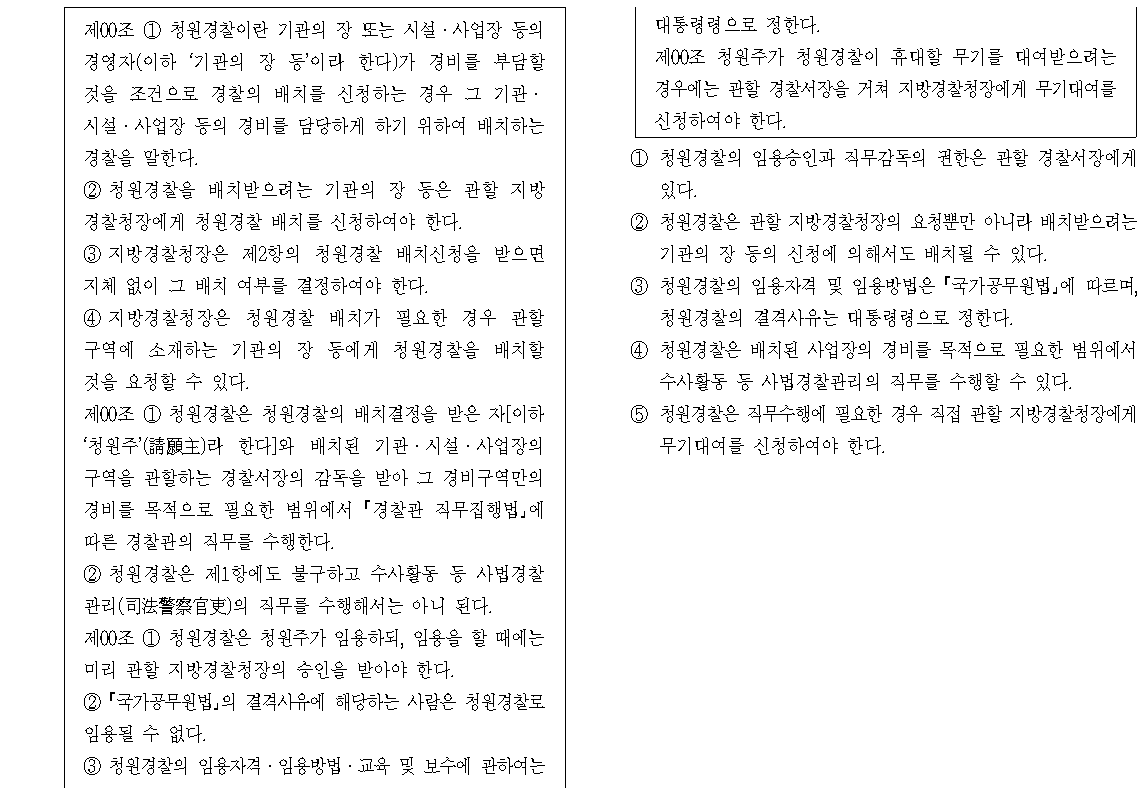 제00조 ① 청원경찰이란 기관의 장 또는 시설·사업장 등의
경영자(이하 ‘기관의 장 등’이라 한다)가 경비를 부담할
것을 조건으로 경찰의 배치를 신청하는 경우 그 기관·
시설·사업장 등의 경비를 담당하게 하기 위하여 배치하는
경찰을 말한다.
② 청원경찰을 배치받으려는 기관의 장 등은 관할 지방
경찰청장에게 청원경찰 배치를 신청하여야 한다.
③ 지방경찰청장은 제2항의 청원경찰 배치신청을 받으면
지체 없이 그 배치 여부를 결정하여야 한다.
④ 지방경찰청장은 청원경찰 배치가 필요한 경우 관할
구역에 소재하는 기관의 장 등에게 청원경찰을 배치할
것을 요청할 수 있다.
제00조 ① 청원경찰은 청원경찰의 배치결정을 받은 자[이하
‘청원주’(請願主)라 한다]와 배치된 기관·시설·사업장의
구역을 관할하는 경찰서장의 감독을 받아 그 경비구역만의
경비를 목적으로 필요한 범위에서 『경찰관 직무집행법』에
따른 경찰관의 직무를 수행한다.
② 청원경찰은 제1항에도 불구하고 수사활동 등 사법경찰
관리(司法警察官吏)의 직무를 수행해서는 아니 된다.
제00조 ① 청원경찰은 청원주가 임용하되, 임용을 할 때에는
미리 관할 지방경찰청장의 승인을 받아야 한다.
② 『국가공무원법』의 결격사유에 해당하는 사람은 청원경찰로
임용될 수 없다.
③ 청원경찰의 임용자격·임용방법·교육 및 보수에 관하여는
대통령령으로 정한다.
제00조 청원주가 청원경찰이 휴대할 무기를 대여받으려는
경우에는 관할 경찰서장을 거쳐 지방경찰청장에게 무기대여를
신청하여야 한다.
① 청원경찰의 임용승인과 직무감독의 권한은 관할 경찰서장에게
있다.
② 청원경찰은 관할 지방경찰청장의 요청뿐만 아니라 배치받으려는
기관의 장 등의 신청에 의해서도 배치될 수 있다.
③ 청원경찰의 임용자격 및 임용방법은 『국가공무원법』에 따르며,
청원경찰의 결격사유는 대통령령으로 정한다.
④ 청원경찰은 배치된 사업장의 경비를 목적으로 필요한 범위에서
수사활동 등 사법경찰관리의 직무를 수행할 수 있다.
⑤ 청원경찰은 직무수행에 필요한 경우 직접 관할 지방경찰청장에게
무기대여를 신청하여야 한다.